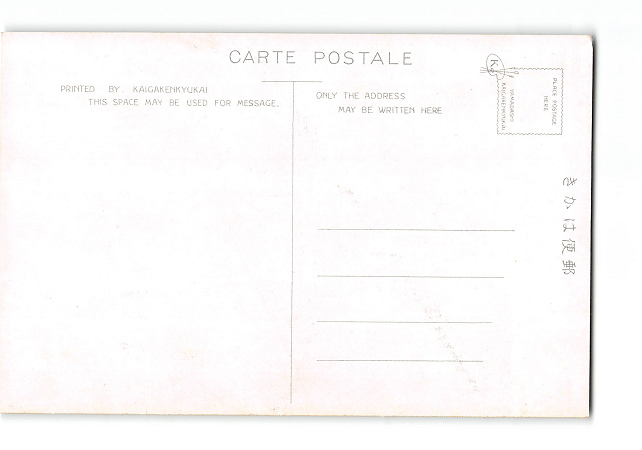 CARTE POSTALE
PRINTED BY. KAIGAKENKYUKAI
THIS SPACE MAY BE USED FOR MESSAGE.
ONLY THE ADDRESS
MAY BE WRITTEN HERE
PLACE POSTAGE
HERE
きかは便郵